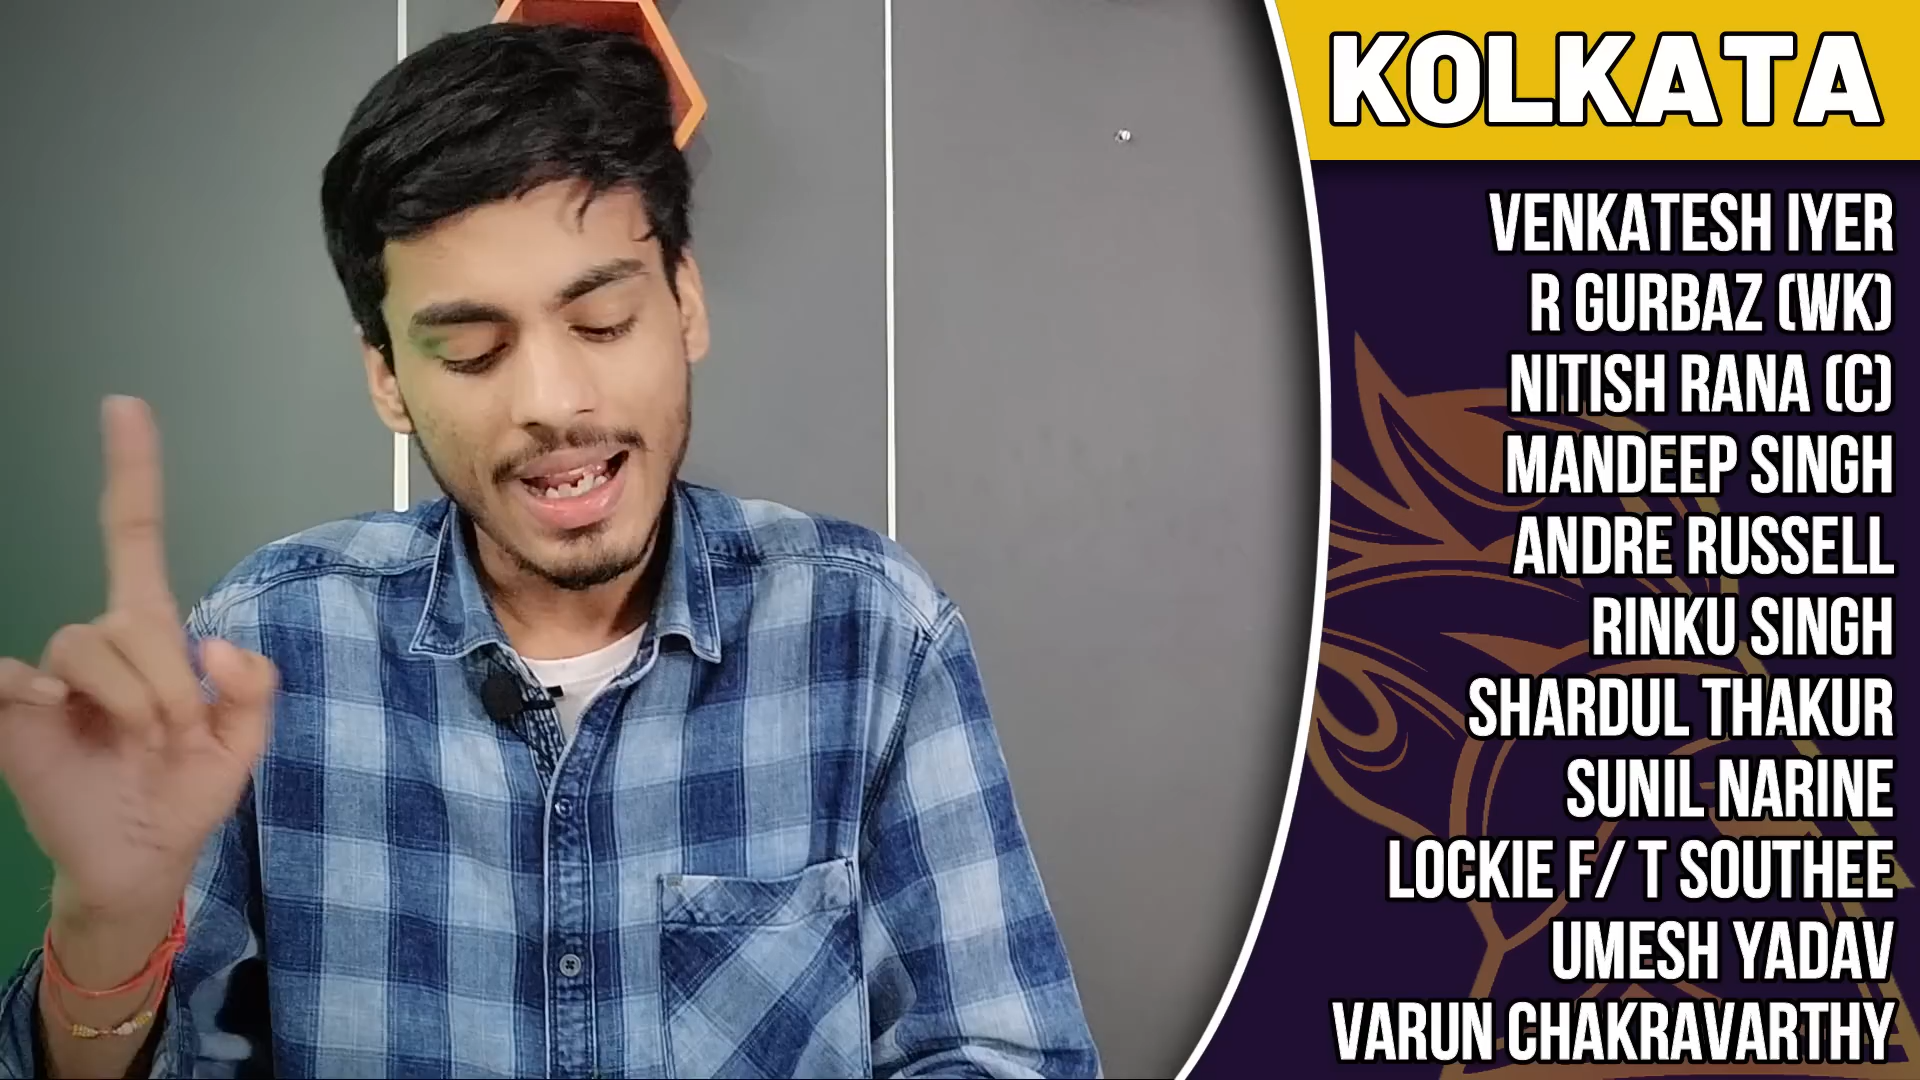 KOLKATA
VENKATESH IYER
R GURBAZ (WK)
NITISH RANA (C)
MANDEEP SINGH
ANDRE RUSSELL
RINKU SINGH
SHARDUL THAKUR
SUNIL NARINE
LOCKIE F/ T SOUTHEE
UMESH YADAV
VARUN CHAKRAVARTHY